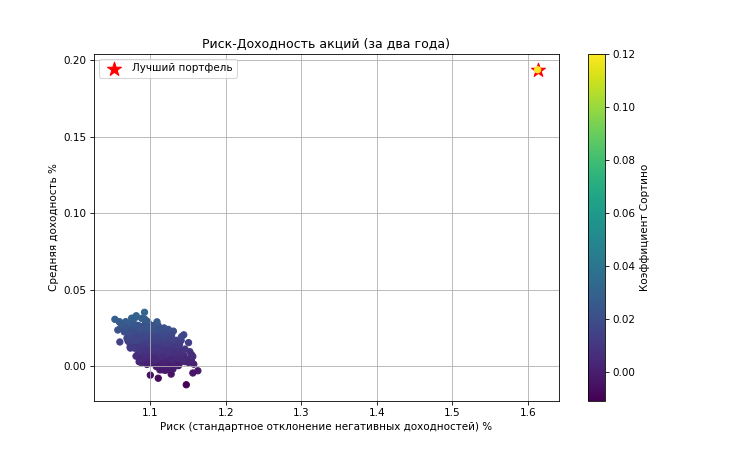 Риск-Доходность акций (за два года)
Лучший портфель
0.20
0.15
0.10
0.05
0.00
Средняя доходность %
1.1 1.2 1.3 1.4 1.5 1.6
Риск (стандартное отклонение негативных доходностей) %
0.12
0.10
0.08
0.06
0.04
0.02
0.00
Коэффициент Сортино